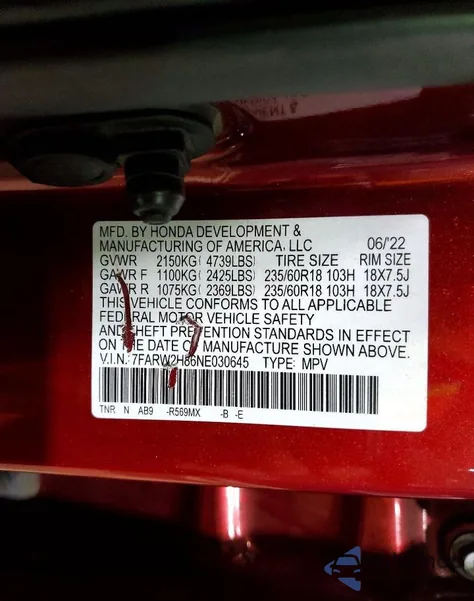 MFD. BY HONDA DEVELOPMENT &
MANUFACTURING OF AMERICA, LLC 06/'22
GVWR 2150KG( 4739LBS) TIRE SIZE RIM SIZE
GAWR F 1100KG (2425LBS) 235/60R18 103H 18X7.5J
GAWR R 1075KG (2369LBS) 235/60R18 103H 18X7.5J
THIS VEHICLE CONFORMS TO ALL APPLICABLE
FEDERAL MOTOR VEHICLE SAFETY
AND THEFT PREVENTION STANDARDS IN EFFECT
ON THE DATE OF MANUFACTURE SHOWN ABOVE.
V.I.N.: 7FARW2H86NE030645 TYPE: MPV
TNR N AB9 -R569MX -B -E